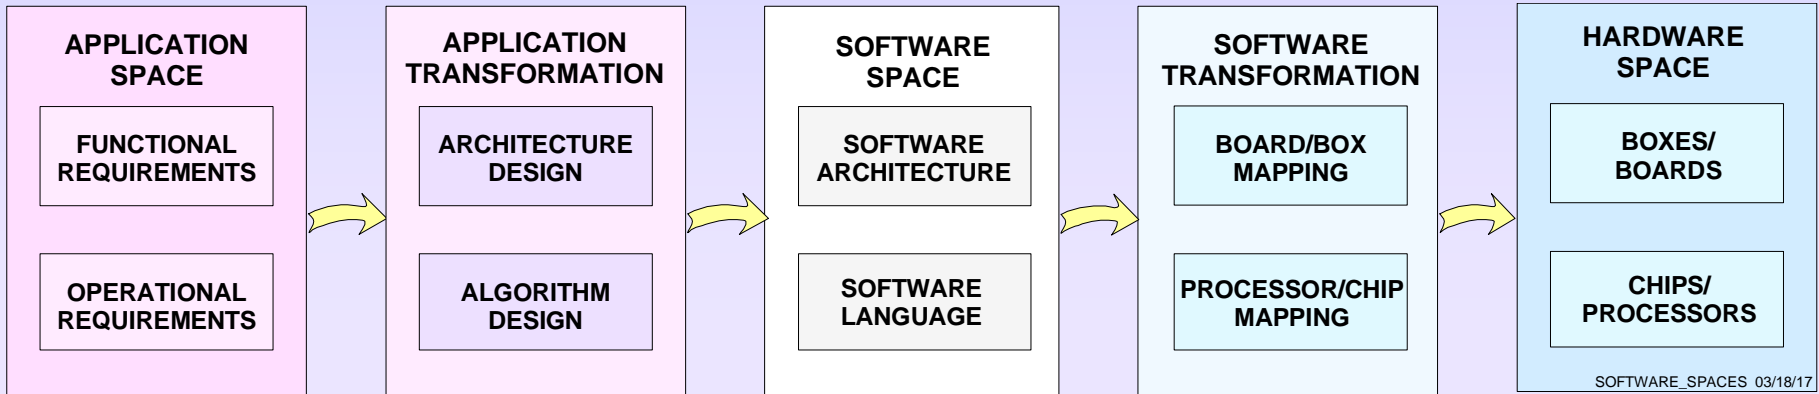 APPLICATION
SPACE
FUNCTIONAL
REQUIREMENTS
OPERATIONAL
REQUIREMENTS
APPLICATION
TRANSFORMATION
ARCHITECTURE
DESIGN
ALGORITHM
DESIGN
SOFTWARE
SPACE
SOFTWARE
ARCHITECTURE
SOFTWARE
LANGUAGE
SOFTWARE
TRANSFORMATION
BOARD/BOX
MAPPING
PROCESSOR/CHIP
MAPPING
HARDWARE
SPACE
BOXES/
BOARDS
CHIPS/
PROCESSORS
SOFTWARE_SPACES 03/18/17